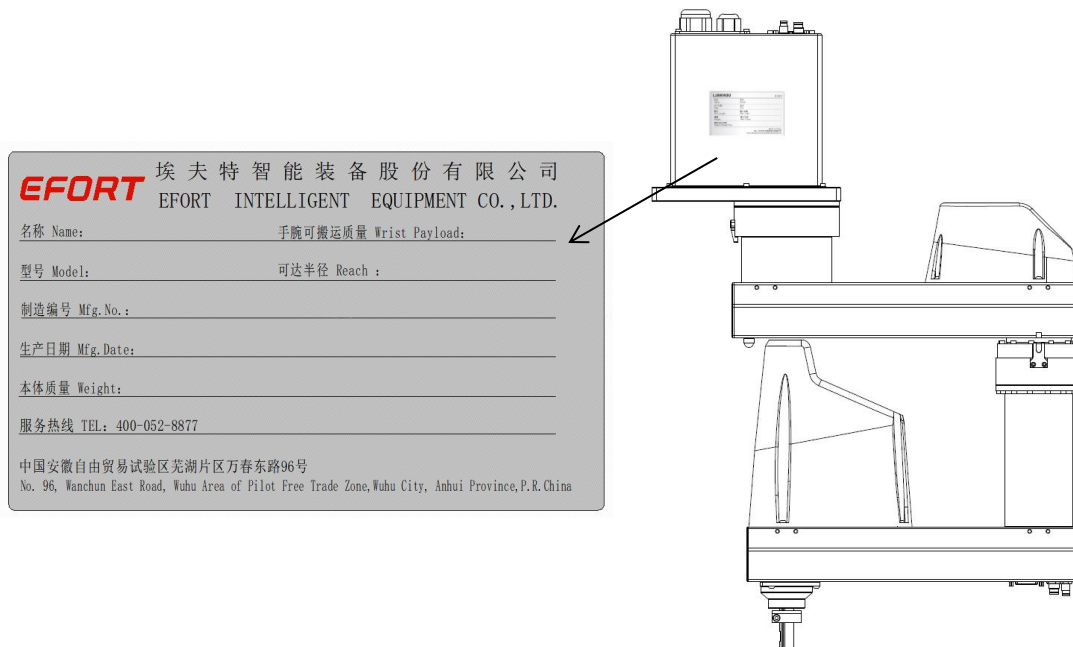 EFORT
埃夫特智能装备股份有限公司
EFORT INTELLIGENT EQUIPMENT CO.,LTD.
名称 Name: 手腕可搬运质量 Wrist Payload:
型号 Model: 可达半径 Reach :
制造编号 Mfg.No.:
生产日期 Mfg.Date:
本体质量 Weight:
服务热线 TEL: 400-052-8877
中国安徽自由贸易试验区芜湖片区万春东路96号
No. 96, Wanchun East Road, Wuhu Area of Pilot Free Trade Zone,Wuhu City, Anhui Province,P.R.China